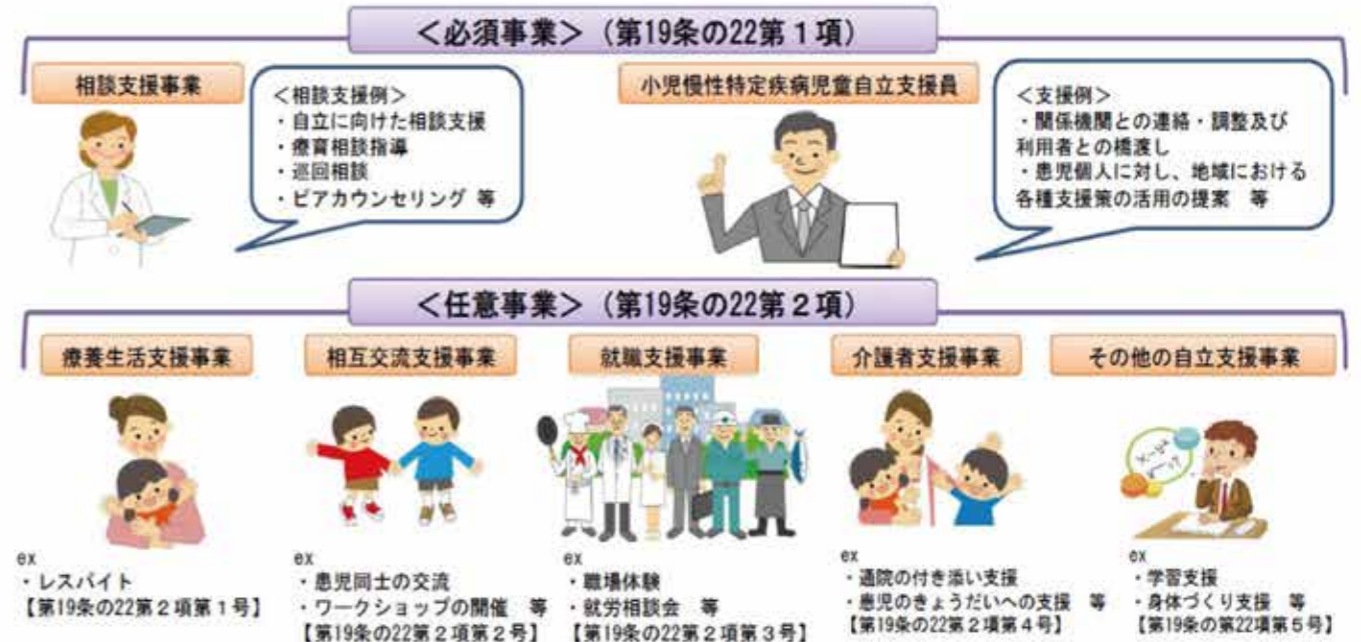 ＜必須事業＞（第19条の22第１項）
相談支援事業
＜相談支援例＞
・自立に向けた相談支援
・療育相談指導
・巡回相談
・ピアカウンセリング 等
小児慢性特定疾病児童自立支援員
＜支援例＞
・関係機関との連絡・調整及び
利用者との橋渡し
・患児個人に対し、地域における
各種支援策の活用の提案　等
＜任意事業＞（第19条の22第２項）
療養生活支援事業
ex
・レスパイト
【第19条の22第２項第１号】
相互交流支援事業
ex
・患児同士の交流
・ワークショップの開催　等
【第19条の22第２項第２号】
就職支援事業
ex
・職場体験
・就労相談会　等
【第19条の22第２項第３号】
介護者支援事業
ex
・通院の付き添い支援
・患児のきょうだいへの支援　等
【第19条の22第２項第４号】
その他の自立支援事業
ex
・学習支援
・身体づくり支援　等
【第19条の第22項第５号】